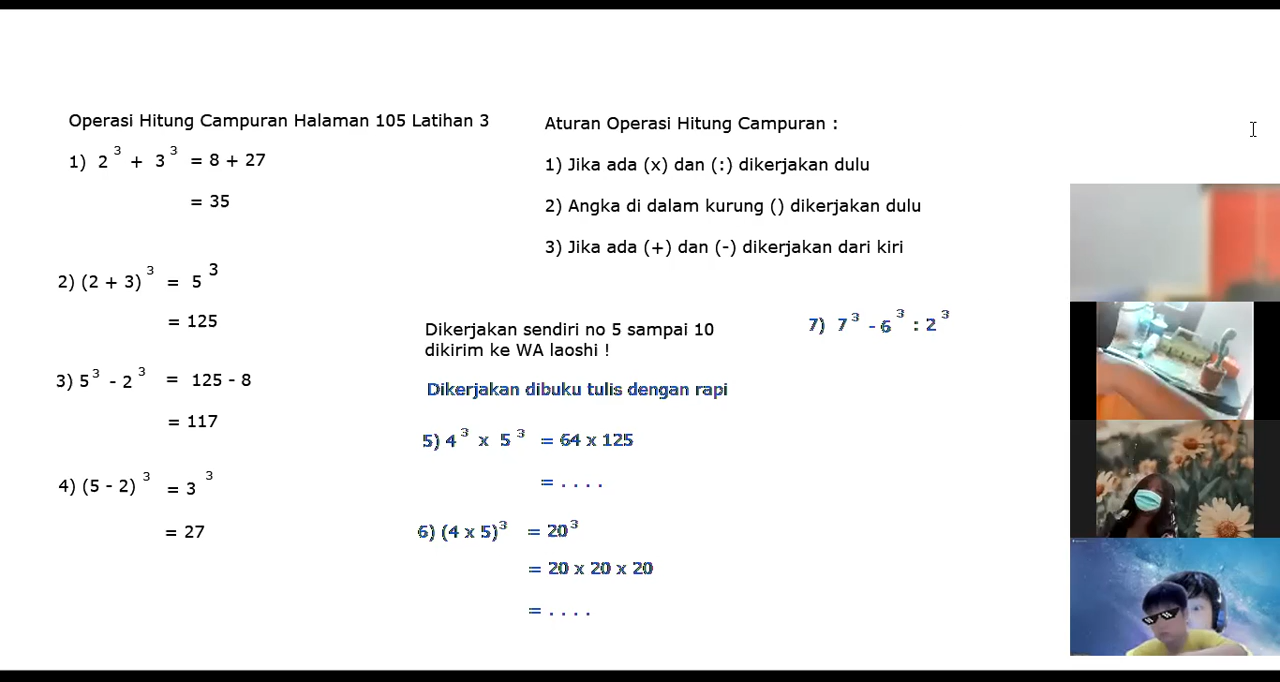 Operasi Hitung Campuran Halaman 105 Latihan 3
1) 2³ + 3³ = 8 + 27
= 35
2) (2 + 3)³ = 5³
= 125
3) 5³ - 2³ = 125 - 8
= 117
4) (5 - 2)³ = 3³
= 27
Aturan Operasi Hitung Campuran :
1) Jika ada (x) dan (:) dikerjakan dulu
2) Angka di dalam kurung () dikerjakan dulu
3) Jika ada (+) dan (-) dikerjakan dari kiri
Dikerjakan sendiri no 5 sampai 10
dikirim ke WA laoshi !
Dikerjakan dibuku tulis dengan rapi
5) 4³ x 5³ = 64 x 125
= . . . .
6) (4 x 5)³ = 20³
= 20 x 20 x 20
= . . . .
7) 7³ - 6³ : 2³